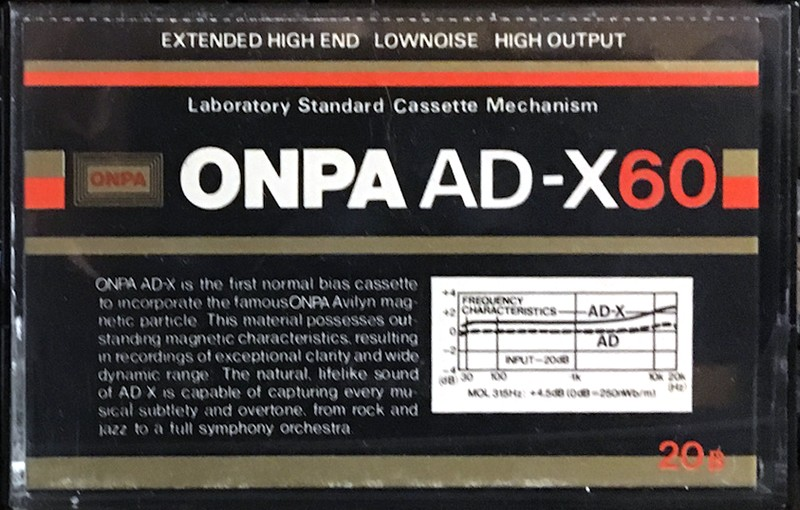 EXTENDED HIGH END LOWNOISE HIGH OUTPUT
Laboratory Standard Cassette Mechanism
ONPA
ONPA AD-X60
ONPA AD-X is the first normal bias cassette
to incorporate the famous ONPA Avilyn mag-
netic particle. This material possesses out-
standing magnetic characteristics, resulting
in recordings of exceptional clarity and wide
dynamic range. The natural, lifelike sound
of AD X is capable of capturing every mu-
sical subtlety and overtone, from rock and
jazz to a full symphony orchestra.
+4
+2
0
-2
-4
FREQUENCY
CHARACTERISTICS
AD-X
AD
INPUT-20dB
(dB) 30 100 1k 10k 20k
(Hz)
MOL 315Hz: +4.5dB (0dB=250nWb/m)
20